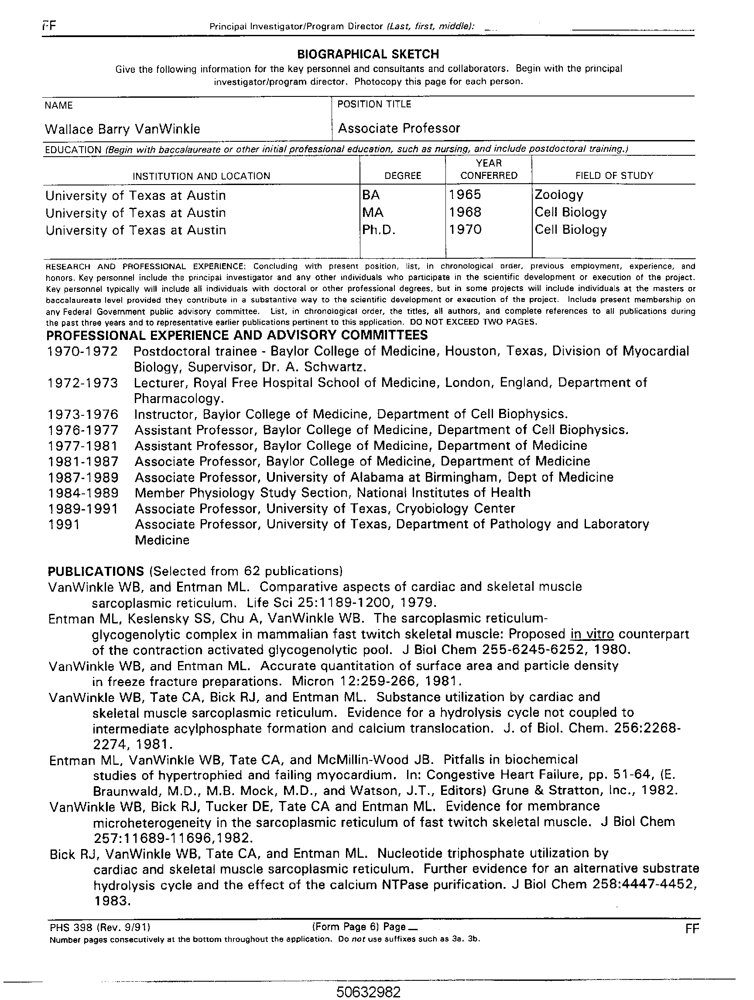 FF
Principal Investigator/Program Director (Last, first, middle):
BIOGRAPHICAL SKETCH
Give the following information for the key personnel and consultants and collaborators. Begin with the principal
investigator/program director. Photocopy this page for each person.
NAME
POSITION TITLE
Wallace Barry VanWinkle
Associate Professor
EDUCATION (Begin with baccalaureate or other initial professional education, such as nursing, and include postdoctoral training.)
INSTITUTION AND LOCATION
DEGREE
YEAR
CONFERRED
FIELD OF STUDY
University of Texas at Austin BA 1965 Zoology
University of Texas at Austin MA 1968 Cell Biology
University of Texas at Austin Ph.D. 1970 Cell Biology
RESEARCH AND PROFESSIONAL EXPERIENCE: Concluding with present position, list, in chronological order, previous employment, experience, and
honors. Key personnel include the principal investigator and any other individuals who participate in the scientific development or execution of the project.
Key personnel typically will include all individuals with doctoral or other professional degrees, but in some projects will include individuals at the masters or
baccalaureate level provided they contribute in a substantive way to the scientific development or execution of the project. Include present membership on
any Federal Government public advisory committee. List, in chronological order, the titles, all authors, and complete references to all publications during
the past three years and to representative earlier publications pertinent to this application. DO NOT EXCEED TWO PAGES.
PROFESSIONAL EXPERIENCE AND ADVISORY COMMITTEES
1970-1972 Postdoctoral trainee - Baylor College of Medicine, Houston, Texas, Division of Myocardial
Biology, Supervisor, Dr. A. Schwartz.
1972-1973 Lecturer, Royal Free Hospital School of Medicine, London, England, Department of
Pharmacology.
1973-1976 Instructor, Baylor College of Medicine, Department of Cell Biophysics.
1976-1977 Assistant Professor, Baylor College of Medicine, Department of Cell Biophysics.
1977-1981 Assistant Professor, Baylor College of Medicine, Department of Medicine
1981-1987 Associate Professor, Baylor College of Medicine, Department of Medicine
1987-1989 Associate Professor, University of Alabama at Birmingham, Dept of Medicine
1984-1989 Member Physiology Study Section, National Institutes of Health
1989-1991 Associate Professor, University of Texas, Cryobiology Center
1991 Associate Professor, University of Texas, Department of Pathology and Laboratory
Medicine
PUBLICATIONS (Selected from 62 publications)
VanWinkle WB, and Entman ML. Comparative aspects of cardiac and skeletal muscle
sarcoplasmic reticulum. Life Sci 25:1189-1200, 1979.
Entman ML, Keslensky SS, Chu A, VanWinkle WB. The sarcoplasmic reticulum-
glycogenolytic complex in mammalian fast twitch skeletal muscle: Proposed in vitro counterpart
of the contraction activated glycogenolytic pool. J Biol Chem 255-6245-6252, 1980.
VanWinkle WB, and Entman ML. Accurate quantitation of surface area and particle density
in freeze fracture preparations. Micron 12:259-266, 1981.
VanWinkle WB, Tate CA, Bick RJ, and Entman ML. Substance utilization by cardiac and
skeletal muscle sarcoplasmic reticulum. Evidence for a hydrolysis cycle not coupled to
intermediate acylphosphate formation and calcium translocation. J. of Biol. Chem. 256:2268-
2274, 1981.
Entman ML, VanWinkle WB, Tate CA, and McMillin-Wood JB. Pitfalls in biochemical
studies of hypertrophied and failing myocardium. In: Congestive Heart Failure, pp. 51-64, (E.
Braunwald, M.D., M.B. Mock, M.D., and Watson, J.T., Editors) Grune & Stratton, Inc., 1982.
VanWinkle WB, Bick RJ, Tucker DE, Tate CA and Entman ML. Evidence for membrance
microheterogeneity in the sarcoplasmic reticulum of fast twitch skeletal muscle. J Biol Chem
257:11689-11696,1982.
Bick RJ, VanWinkle WB, Tate CA, and Entman ML. Nucleotide triphosphate utilization by
cardiac and skeletal muscle sarcoplasmic reticulum. Further evidence for an alternative substrate
hydrolysis cycle and the effect of the calcium NTPase purification. J Biol Chem 258:4447-4452,
1983.
PHS 398 (Rev. 9/91) (Form Page 6) Page __ FF
Number pages consecutively at the bottom throughout the application. Do not use suffixes such as 3a. 3b.
50632982